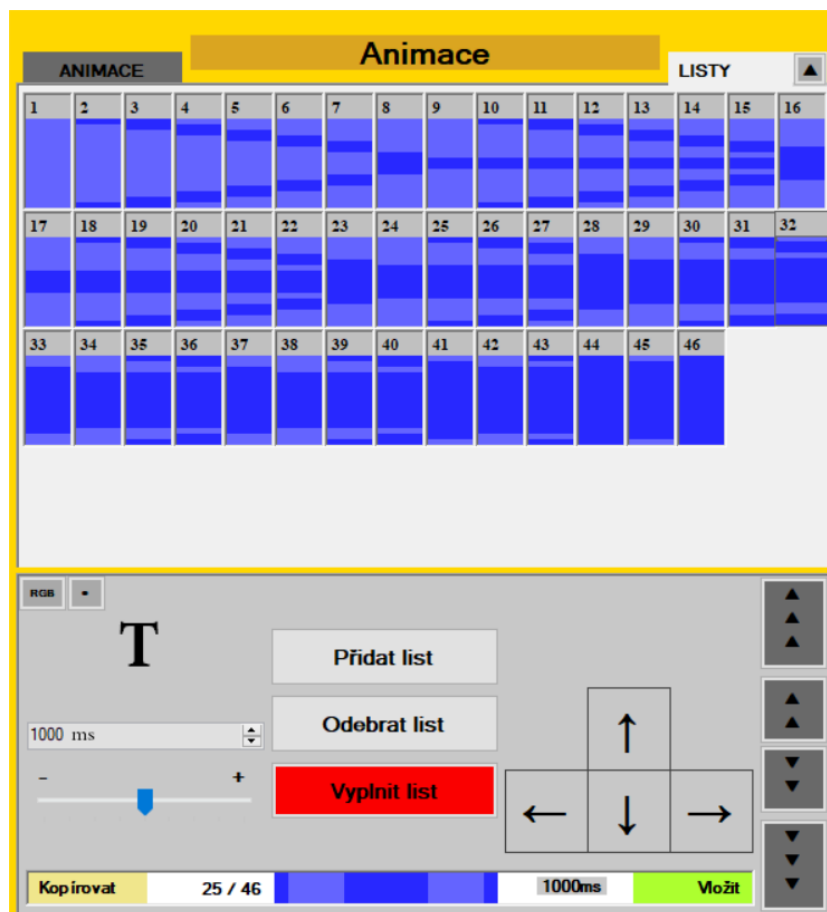 Animace
ANIMACE
LISTY
1 2 3 4 5 6 7 8 9 10 11 12 13 14 15 16
17 18 19 20 21 22 23 24 25 26 27 28 29 30 31 32
33 34 35 36 37 38 39 40 41 42 43 44 45 46
RGB
T
Přidat list
1000 ms
Odebrat list
- +
Vyplnit list
Kopírovat 25 / 46 1000ms Vložit